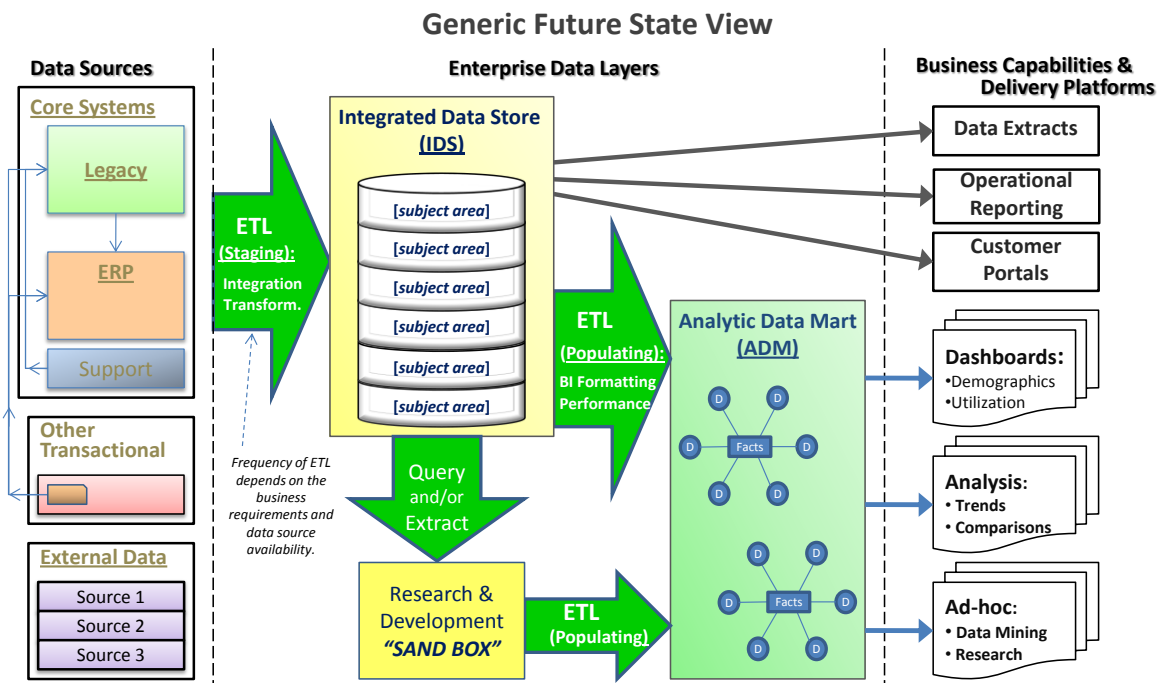 Generic Future State View
Data Sources
Enterprise Data Layers
Business Capabilities &
Delivery Platforms
Core Systems
Legacy
ERP
Support
Other
Transactional
External Data
Source 1
Source 2
Source 3
ETL
(Staging):
Integration
Transform.
Frequency of ETL
depends on the
business
requirements and
data source
availability.
Integrated Data Store
(IDS)
[subject area]
[subject area]
[subject area]
[subject area]
[subject area]
[subject area]
Query
and/or
Extract
Research &
Development
“SAND BOX”
ETL
(Populating):
BI Formatting
Performance
ETL
(Populating)
Analytic Data Mart
(ADM)
D
D
D
Facts
D
D
D
D
D
D
Facts
D
D
D
Data Extracts
Operational
Reporting
Customer
Portals
Dashboards:
•Demographics
•Utilization
Analysis:
• Trends
• Comparisons
Ad-hoc:
• Data Mining
• Research